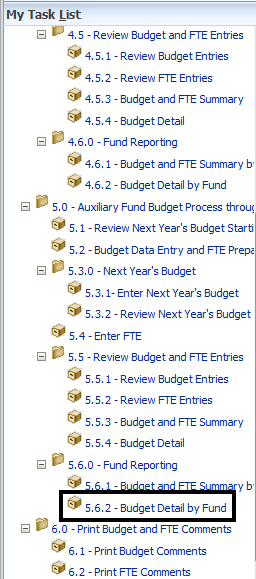 My Task List
4.5 - Review Budget and FTE Entries
4.5.1 - Review Budget Entries
4.5.2 - Review FTE Entries
4.5.3 - Budget and FTE Summary
4.5.4 - Budget Detail
4.6.0 - Fund Reporting
4.6.1 - Budget and FTE Summary by
4.6.2 - Budget Detail by Fund
5.0 - Auxiliary Fund Budget Process throug
5.1 - Review Next Year's Budget Starti
5.2 - Budget Data Entry and FTE Prepa
5.3.0 - Next Year's Budget
5.3.1- Enter Next Year's Budget
5.3.2 - Review Next Year's Budget
5.4 - Enter FTE
5.5 - Review Budget and FTE Entries
5.5.1 - Review Budget Entries
5.5.2 - Review FTE Entries
5.5.3 - Budget and FTE Summary
5.5.4 - Budget Detail
5.6.0 - Fund Reporting
5.6.1 - Budget and FTE Summary by
5.6.2 - Budget Detail by Fund
6.0 - Print Budget and FTE Comments
6.1 - Print Budget Comments
6.2 - Print FTE Comments